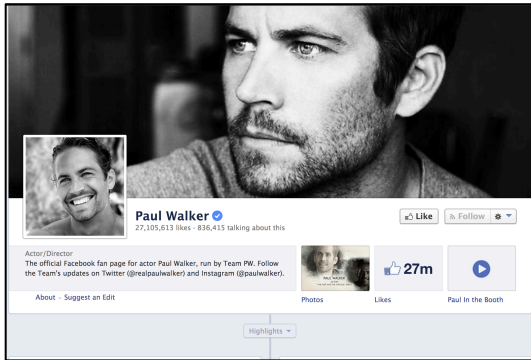 Paul Walker
27,105,613 likes · 836,415 talking about this
Like
Follow
Actor/Director
The official Facebook fan page for actor Paul Walker, run by Team PW. Follow
the Team's updates on Twitter (@realpaulwalker) and Instagram (@paulwalker).
About - Suggest an Edit
PAUL WALKER
27m
Photos
Likes
Paul In the Booth
Highlights